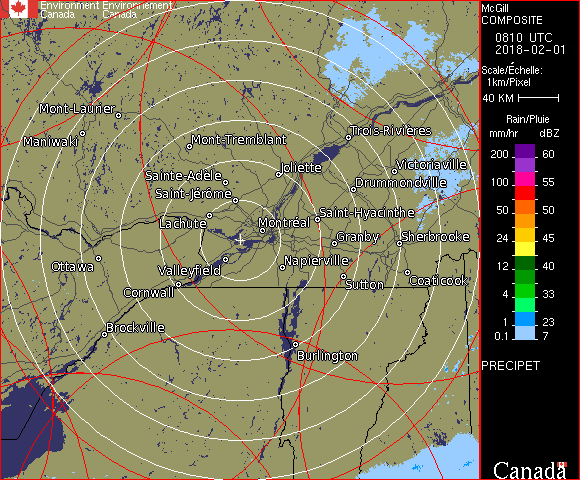 Environment Environnement
Canada Canada
McGill
COMPOSITE
0810 UTC
2018-02-01
Scale/Échelle:
1km/Pixel
40 KM
Rain/Pluie
mm/hr dBZ
200 60
150 57
100 55
50 50
24 45
12 40
4 33
1 23
0.1 7
PRECIPET
Canada
Mont-Laurier
Maniwaki
Mont-Tremblant
Trois-Rivières
Joliette
Victoriaville
Sainte-Adèle
Drummondville
Saint-Jérôme
Lachute
Saint-Hyacinthe
Montréal
Granby
Sherbrooke
Ottawa
Valleyfield
Napierville
Coaticook
Cornwall
Sutton
Brockville
Burlington